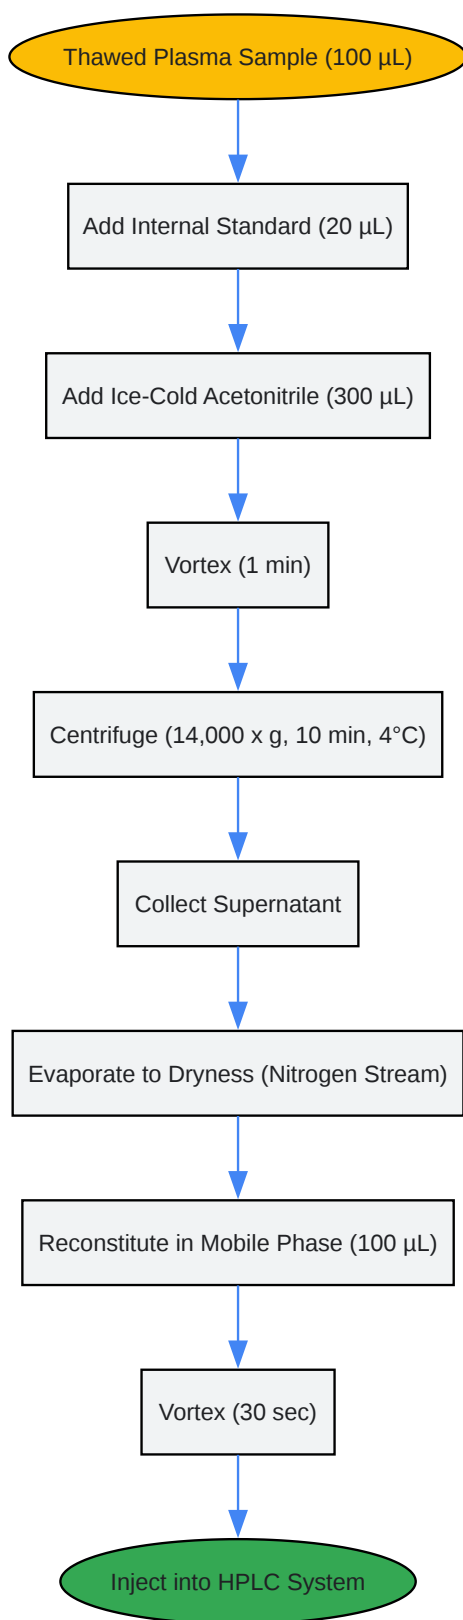 Thawed Plasma Sample (100 µL)
Add Internal Standard (20 µL)
Add Ice-Cold Acetonitrile (300 µL)
Vortex (1 min)
Centrifuge (14,000 x g, 10 min, 4°C)
Collect Supernatant
Evaporate to Dryness (Nitrogen Stream)
Reconstitute in Mobile Phase (100 µL)
Vortex (30 sec)
Inject into HPLC System